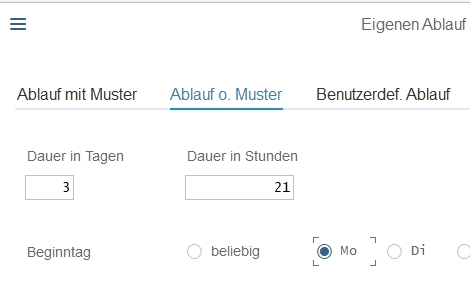 Eigenen Ablauf
Ablauf mit Muster Ablauf o. Muster Benutzerdef. Ablauf
Dauer in Tagen Dauer in Stunden
3 21
Beginntag beliebig Mo Di